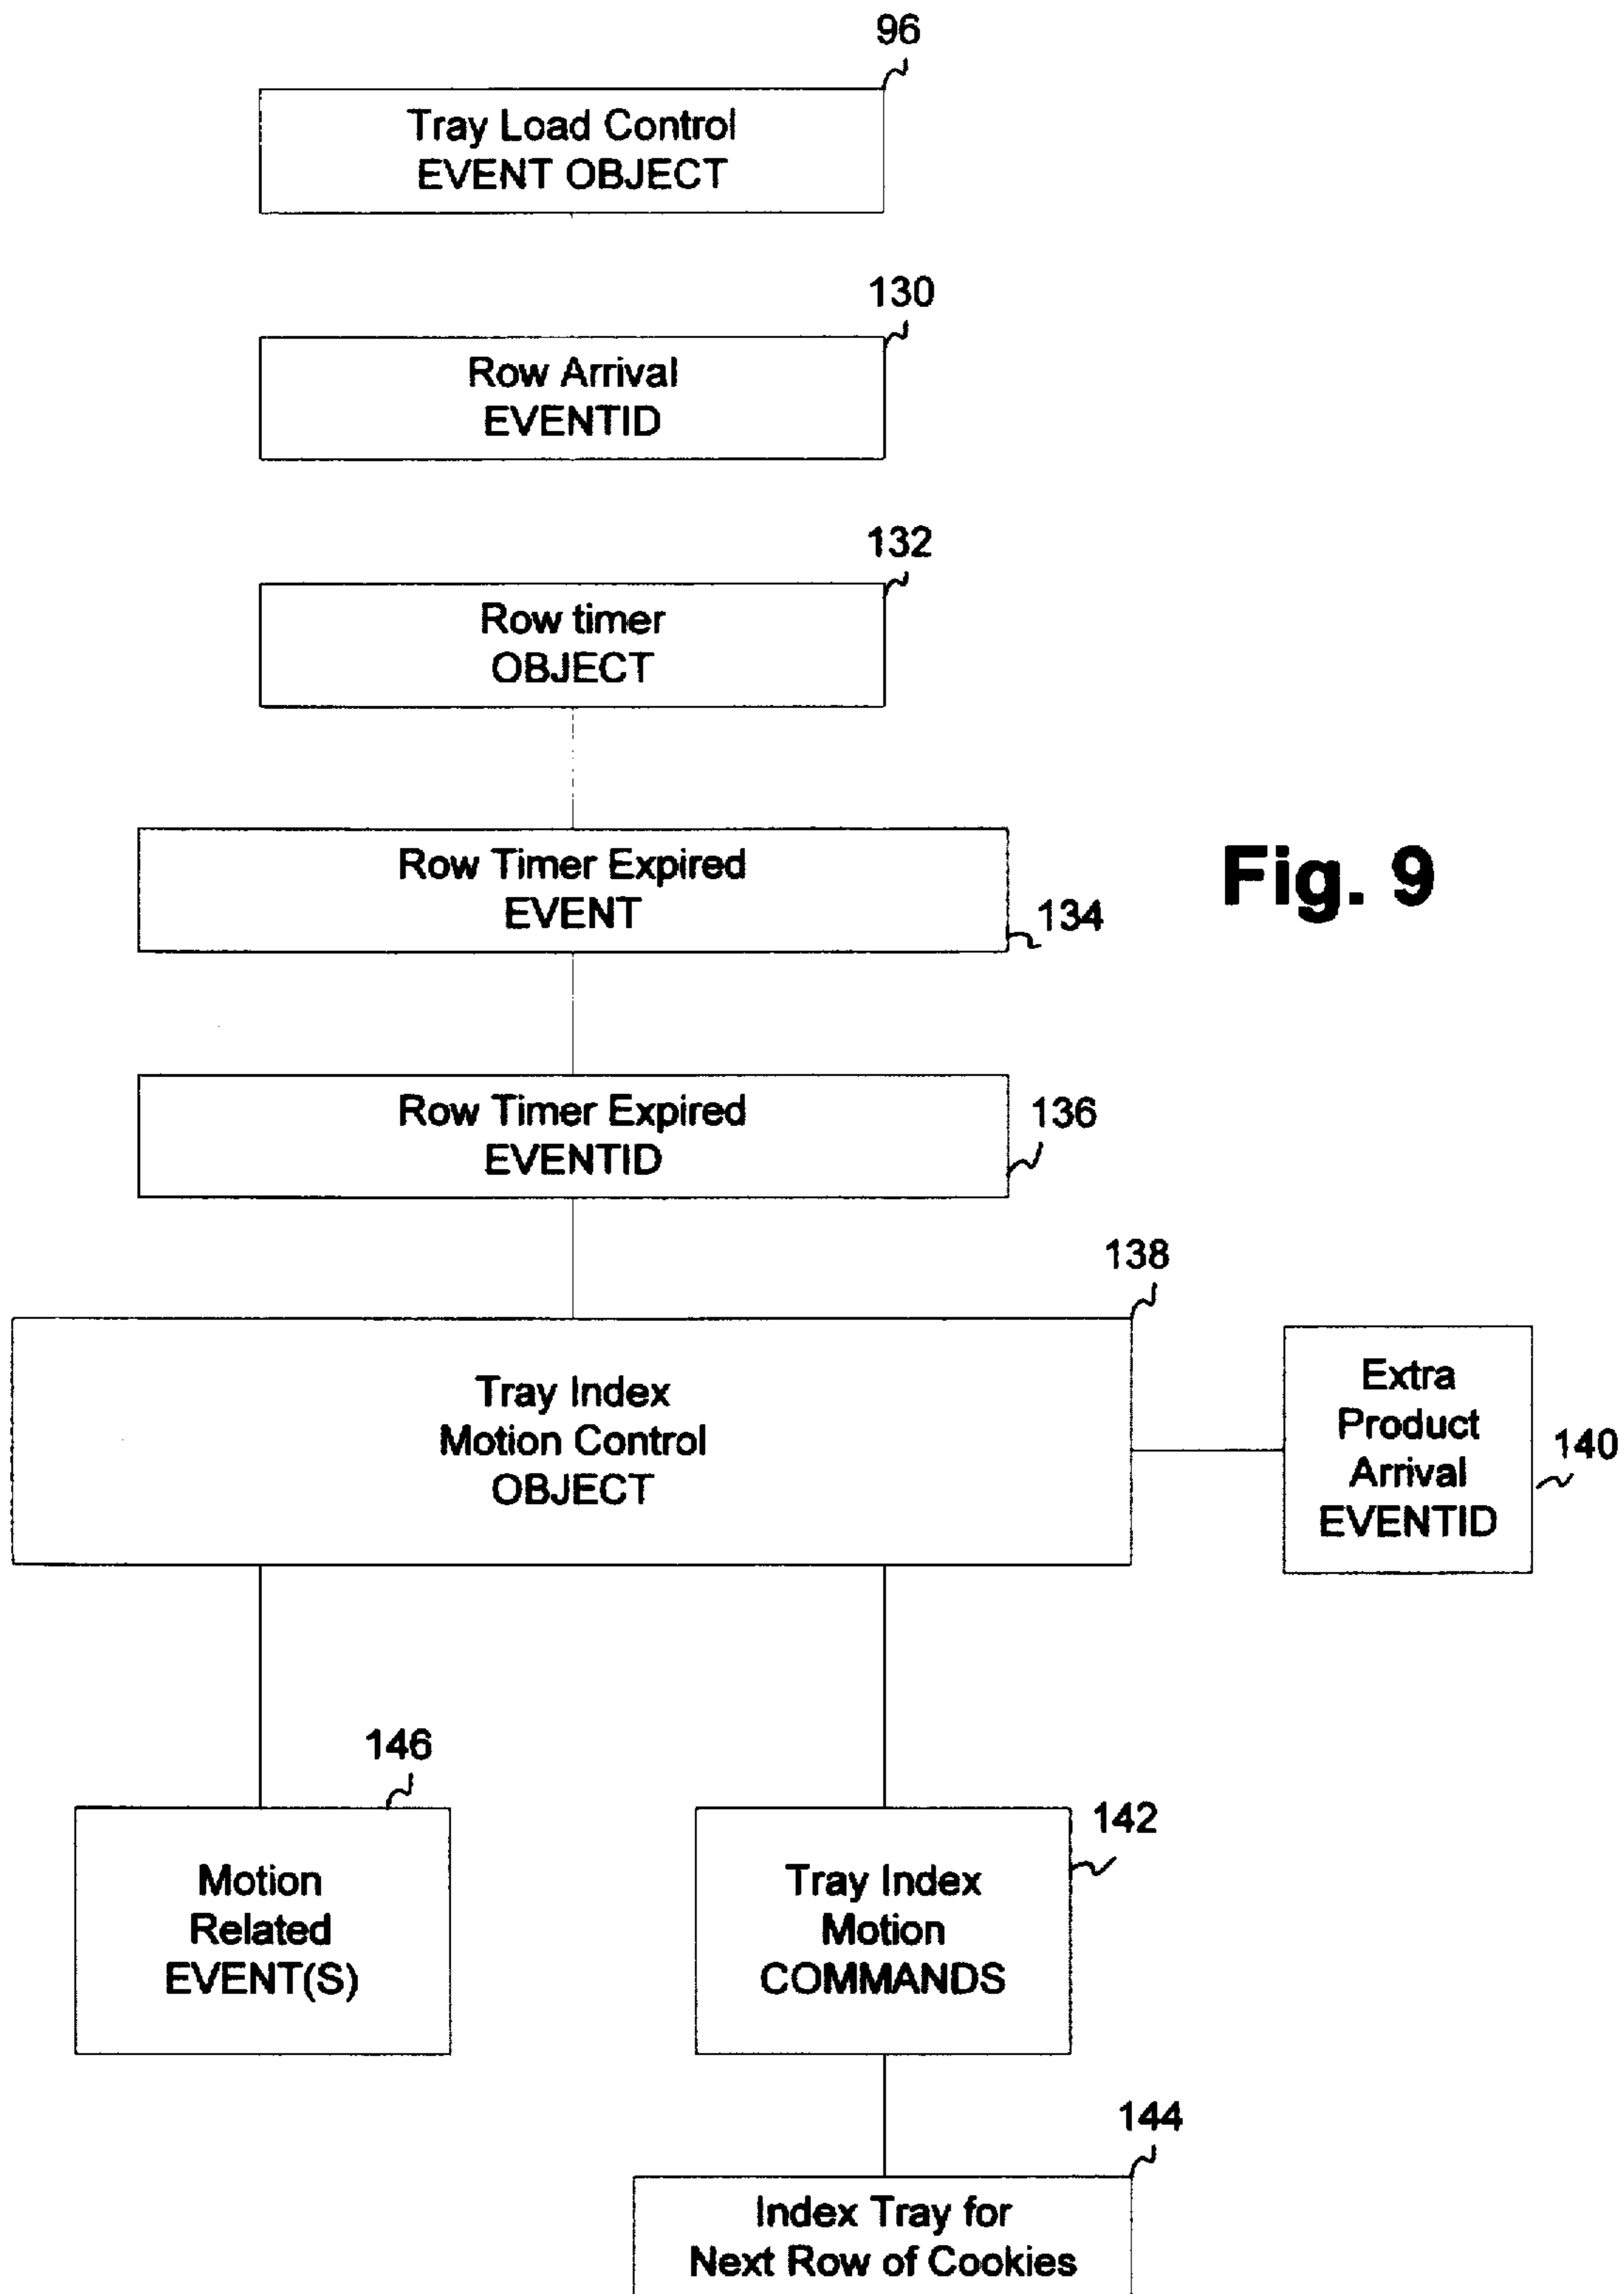 96
Tray Load Control
EVENT OBJECT
130
Row Arrival
EVENTID
132
Row timer
OBJECT
Row Timer Expired
EVENT
134
Fig. 9
Row Timer Expired
EVENTID
136
138
Tray Index
Motion Control
OBJECT
Extra
Product
Arrival
EVENTID
140
146
Motion
Related
EVENT(S)
142
Tray Index
Motion
COMMANDS
144
Index Tray for
Next Row of Cookies